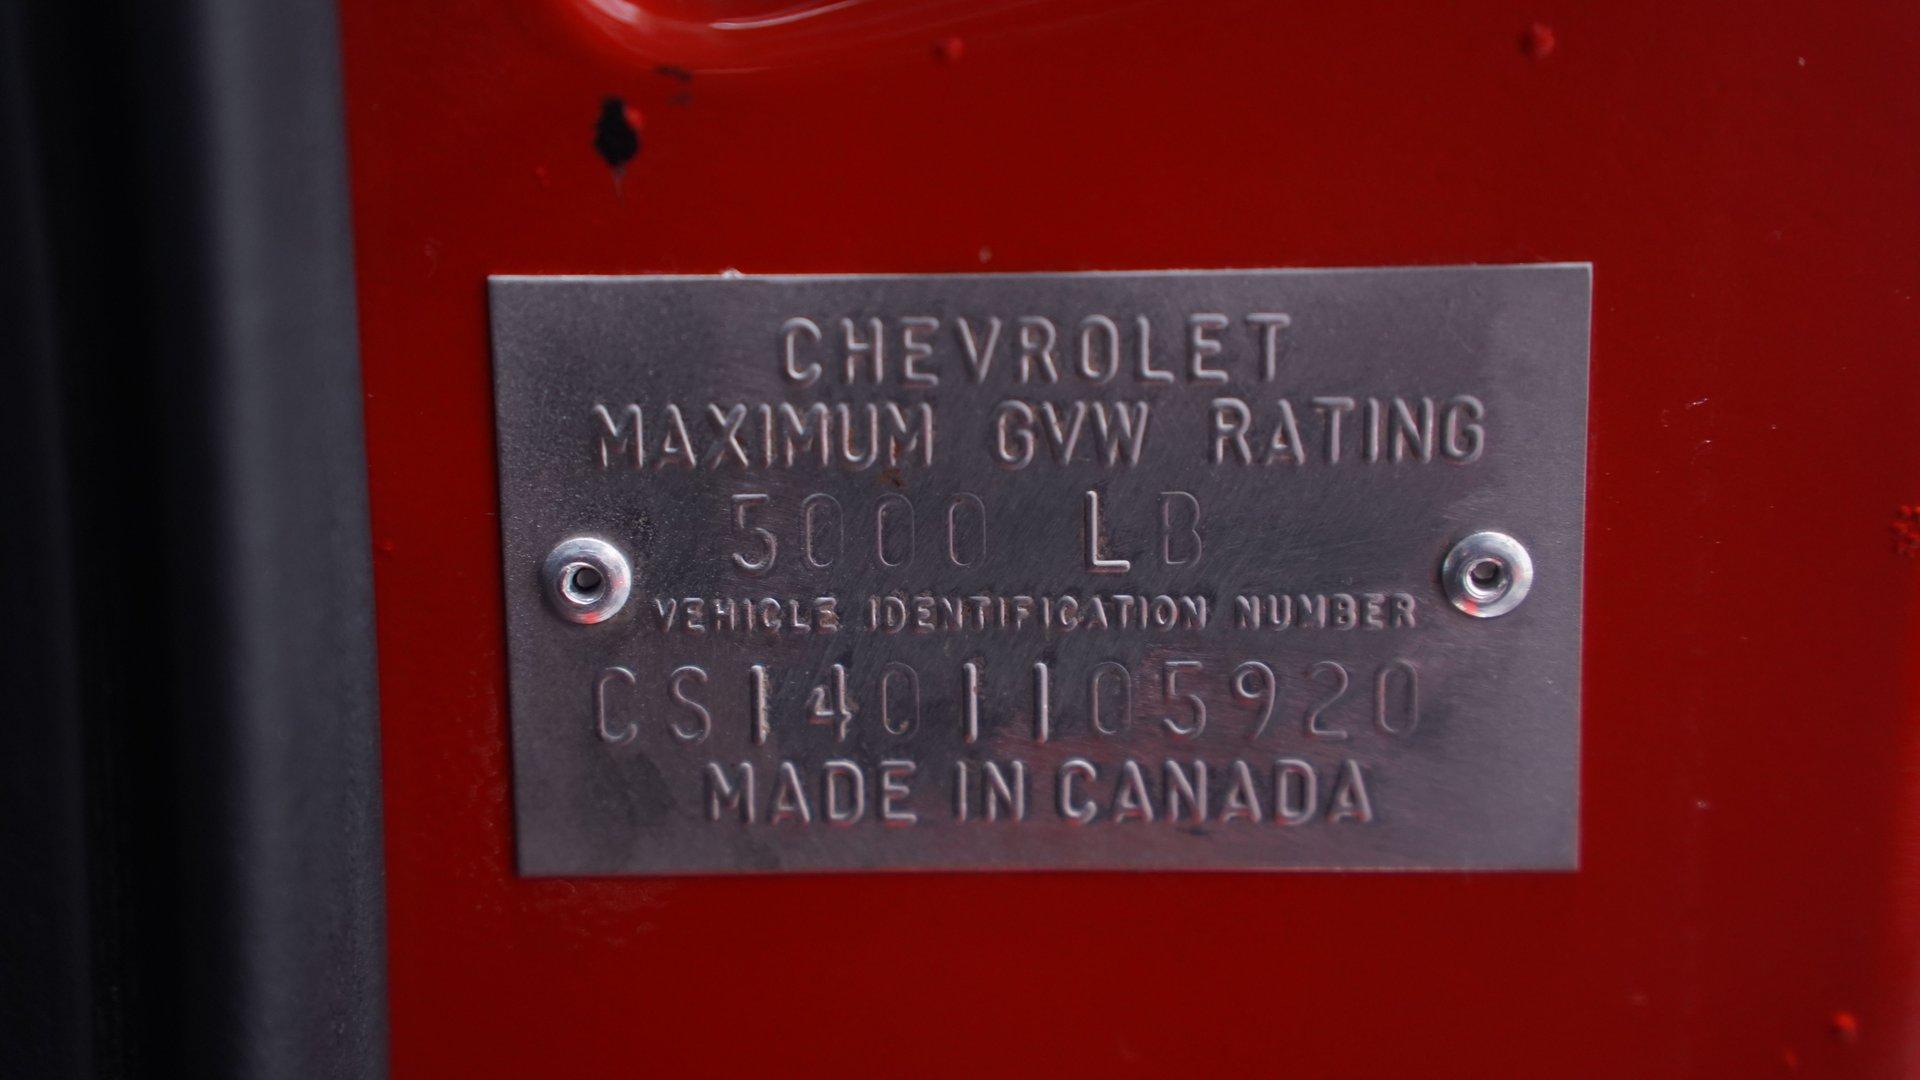 CHEVROLET
MAXIMUM GVW RATING
5000 LB
VEHICLE IDENTIFICATION NUMBER
CS1401105920
MADE IN CANADA